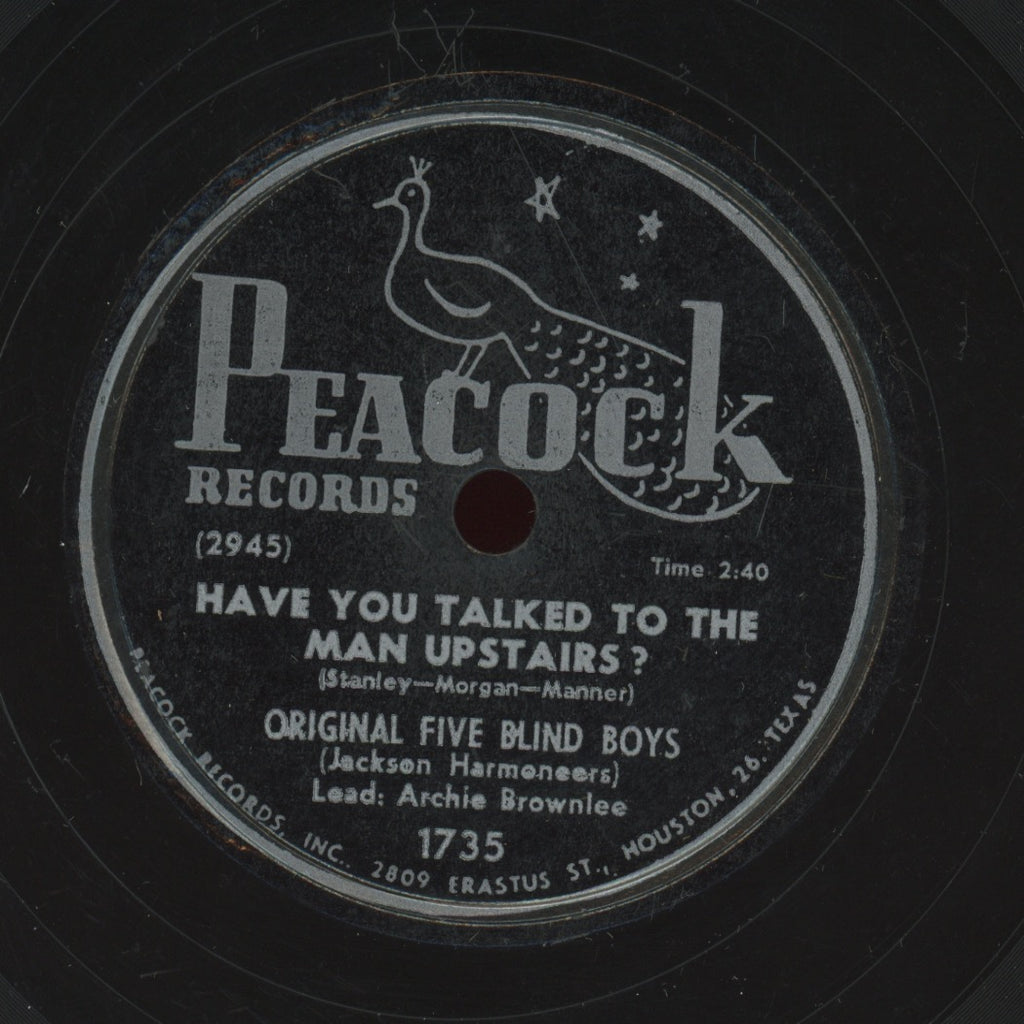 PEACOCK
RECORDS
(2945)
Time 2:40
HAVE YOU TALKED TO THE
MAN UPSTAIRS?
(Stanley—Morgan—Manner)
ORIGINAL FIVE BLIND BOYS
(Jackson Harmoneers)
Lead: Archie Brownlee
1735
PEACOCK RECORDS, INC., 2809 ERASTUS ST., HOUSTON, 26. TEXAS